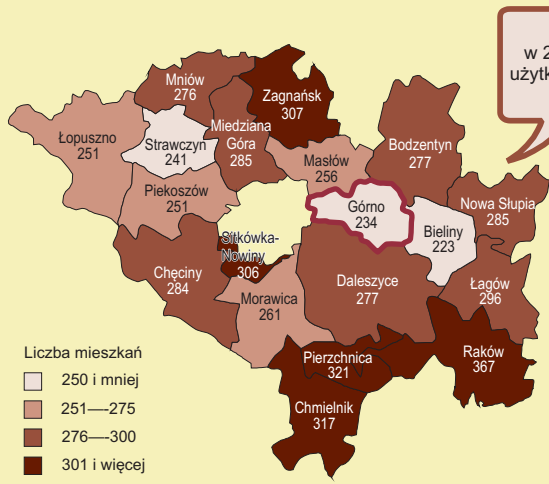 w 2
użytk
Mniów
276
Zagnańsk
307
Łopuszno
251
Strawczyn
241
Miedziana
Góra
285
Masłów
256
Bodzentyn
277
Piekoszów
251
Górno
234
Nowa Słupia
285
Bieliny
223
Sitkówka-
Nowiny
306
Chęciny
284
Daleszyce
277
Łagów
296
Morawica
261
Pierzchnica
321
Raków
367
Chmielnik
317
Liczba mieszkań
250 i mniej
251—-275
276—-300
301 i więcej